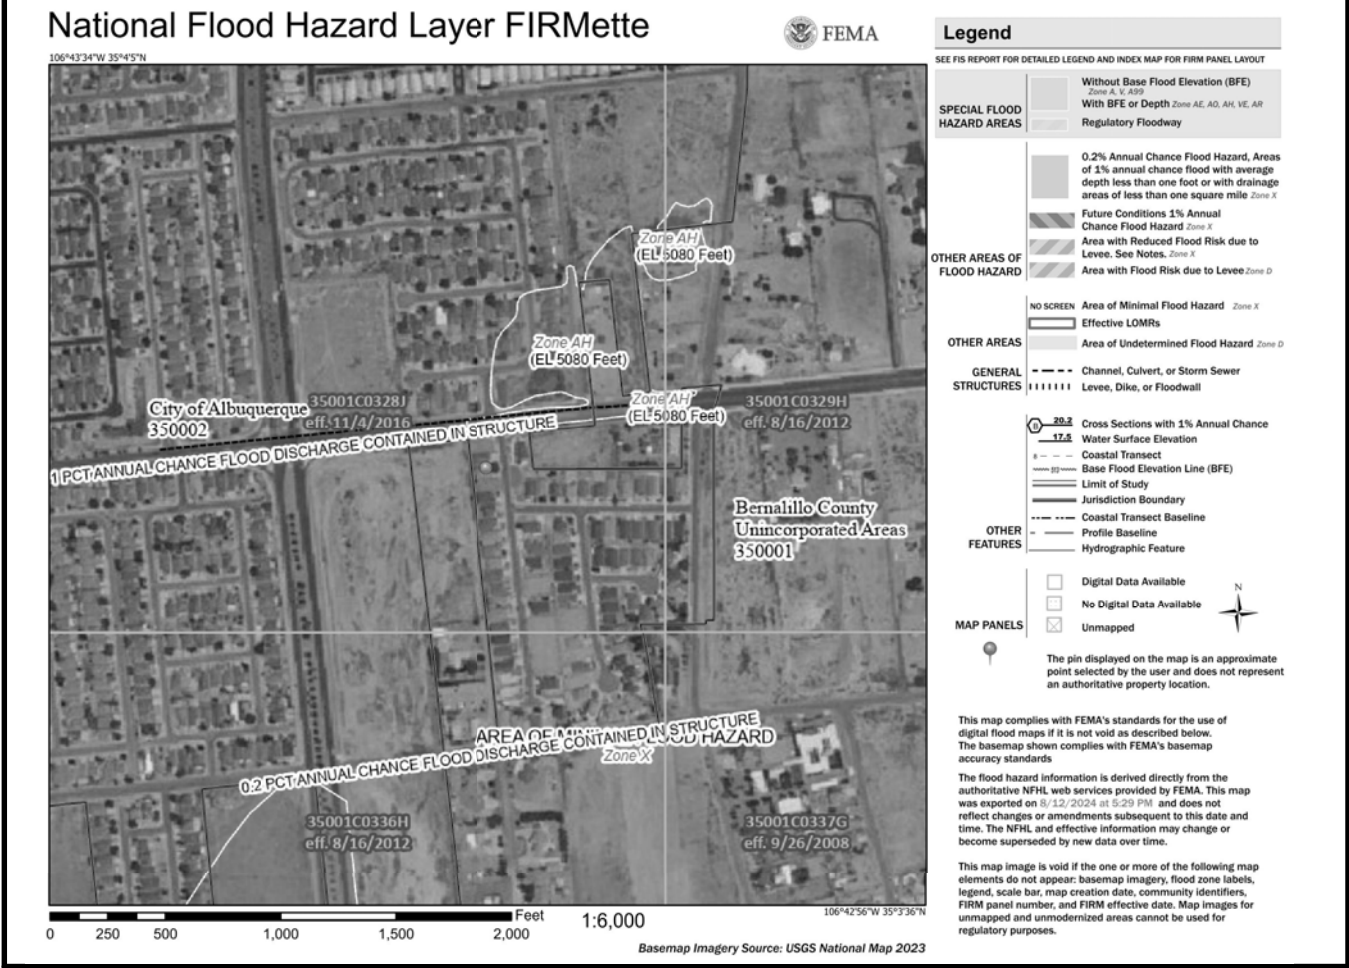 National Flood Hazard Layer FIRMette
FEMA
106°43'34"W 35°4'5"N
Zone AH
(EL 5080 Feet)
Zone AH
(EL 5080 Feet)
Zone AH
(EL 5080 Feet)
City of Albuquerque
350002
35001C0328J
eff. 11/4/2016
35001C0329H
eff. 8/16/2012
1 PCT ANNUAL CHANCE FLOOD DISCHARGE CONTAINED IN STRUCTURE
Bernalillo County
Unincorporated Areas
350001
AREA OF MINIMAL FLOOD HAZARD
Zone X
0.2 PCT ANNUAL CHANCE FLOOD DISCHARGE CONTAINED IN STRUCTURE
35001C0336H
eff. 8/16/2012
35001C0337G
eff. 9/26/2008
106°42'56"W 35°3'36"N
0 250 500 1,000 1,500 2,000
Feet
1:6,000
Basemap Imagery Source: USGS National Map 2023
Legend
SEE FIS REPORT FOR DETAILED LEGEND AND INDEX MAP FOR FIRM PANEL LAYOUT
SPECIAL FLOOD
HAZARD AREAS
Without Base Flood Elevation (BFE)
Zone A, V, A99
With BFE or Depth Zone AE, AO, AH, VE, AR
Regulatory Floodway
OTHER AREAS OF
FLOOD HAZARD
0.2% Annual Chance Flood Hazard, Areas
of 1% annual chance flood with average
depth less than one foot or with drainage
areas of less than one square mile Zone X
Future Conditions 1% Annual
Chance Flood Hazard Zone X
Area with Reduced Flood Risk due to
Levee. See Notes. Zone X
Area with Flood Risk due to Levee Zone D
OTHER AREAS
NO SCREEN Area of Minimal Flood Hazard Zone X
Effective LOMRs
Area of Undetermined Flood Hazard Zone D
GENERAL
STRUCTURES
Channel, Culvert, or Storm Sewer
Levee, Dike, or Floodwall
OTHER
FEATURES
B 20.2 Cross Sections with 1% Annual Chance
17.5 Water Surface Elevation
8 Coastal Transect
513 Base Flood Elevation Line (BFE)
Limit of Study
Jurisdiction Boundary
Coastal Transect Baseline
Profile Baseline
Hydrographic Feature
MAP PANELS
Digital Data Available
No Digital Data Available
Unmapped
N
The pin displayed on the map is an approximate
point selected by the user and does not represent
an authoritative property location.
This map complies with FEMA's standards for the use of
digital flood maps if it is not void as described below.
The basemap shown complies with FEMA's basemap
accuracy standards
The flood hazard information is derived directly from the
authoritative NFHL web services provided by FEMA. This map
was exported on 8/12/2024 at 5:29 PM and does not
reflect changes or amendments subsequent to this date and
time. The NFHL and effective information may change or
become superseded by new data over time.
This map image is void if the one or more of the following map
elements do not appear: basemap imagery, flood zone labels,
legend, scale bar, map creation date, community identifiers,
FIRM panel number, and FIRM effective date. Map images for
unmapped and unmodernized areas cannot be used for
regulatory purposes.